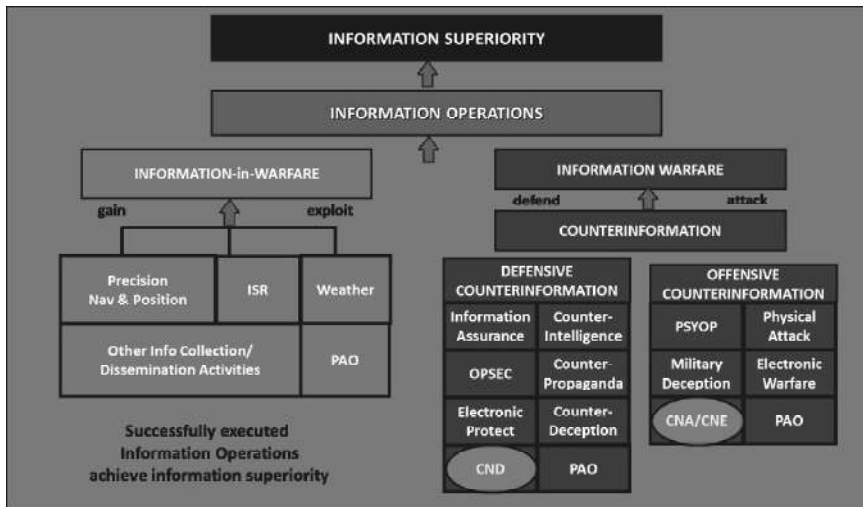 INFORMATION SUPERIORITY
INFORMATION OPERATIONS
INFORMATION-in-WARFARE
gain
exploit
Precision
Nav & Position
ISR
Weather
Other Info Collection/
Dissemination Activities
PAO
Successfully executed
Information Operations
achieve information superiority
INFORMATION WARFARE
defend
attack
COUNTERINFORMATION
DEFENSIVE
COUNTERINFORMATION
Information
Assurance
Counter-
Intelligence
OPSEC
Counter-
Propaganda
Electronic
Protect
Counter-
Deception
CND
PAO
OFFENSIVE
COUNTERINFORMATION
PSYOP
Physical
Attack
Military
Deception
Electronic
Warfare
CNA/CNE
PAO